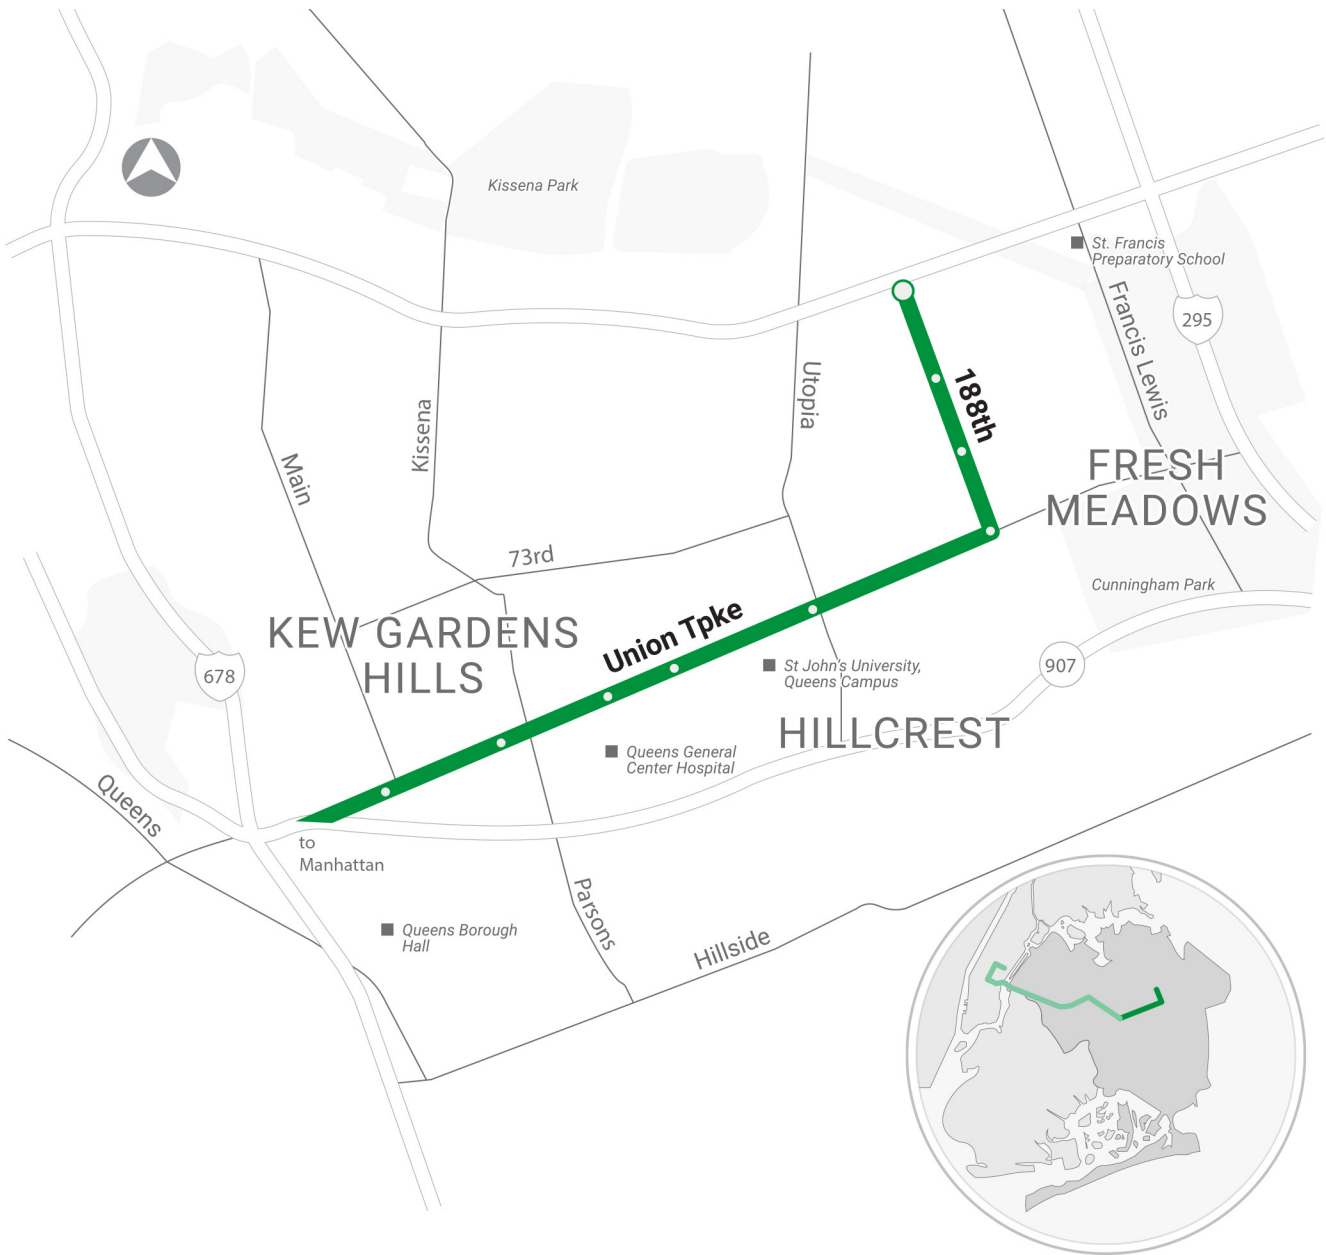 Kissena Park
St. Francis
Preparatory School
Francis Lewis
295
Utopia
188th
Kissena
Main
FRESH
MEADOWS
73rd
Cunningham Park
Union Tpke
KEW GARDENS
HILLS
678
907
St John's University,
Queens Campus
HILLCREST
Queens General
Center Hospital
Queens
to
Manhattan
Parsons
Queens Borough
Hall
Hillside